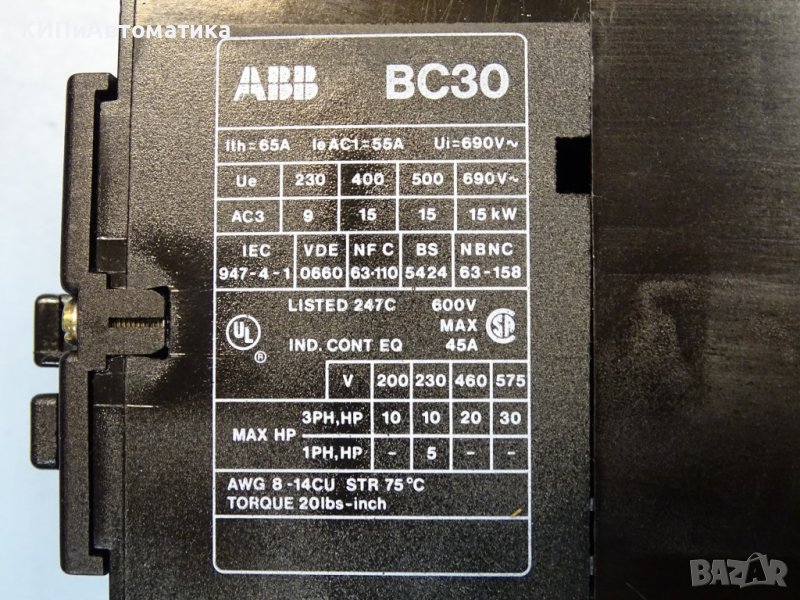 КИПиАвтоматика
ABB BC30
Ith=65A Ie AC1=55A Ui=690V~
Ue 230 400 500 690V~
AC3 9 15 15 15 kW
IEC VDE NF C BS NBNC
947-4-1 0660 63-110 5424 63-158
LISTED 247C 600V
MAX
UL ® IND. CONT EQ 45A SA
V 200 230 460 575
3PH,HP 10 10 20 30
MAX HP
1PH,HP - 5 - -
AWG 8-14CU STR 75°C
TORQUE 20lbs-inch
BAZAR